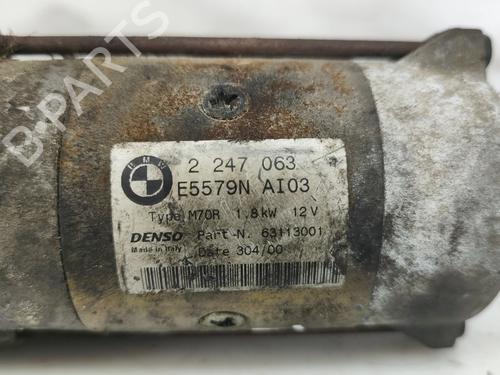 BMW
2 247 063
E5579N AI03
Type M70R 1.8kW 12V
DENSO Part-N. 63113001
Made in Italy Date 304/00
B-PARTS